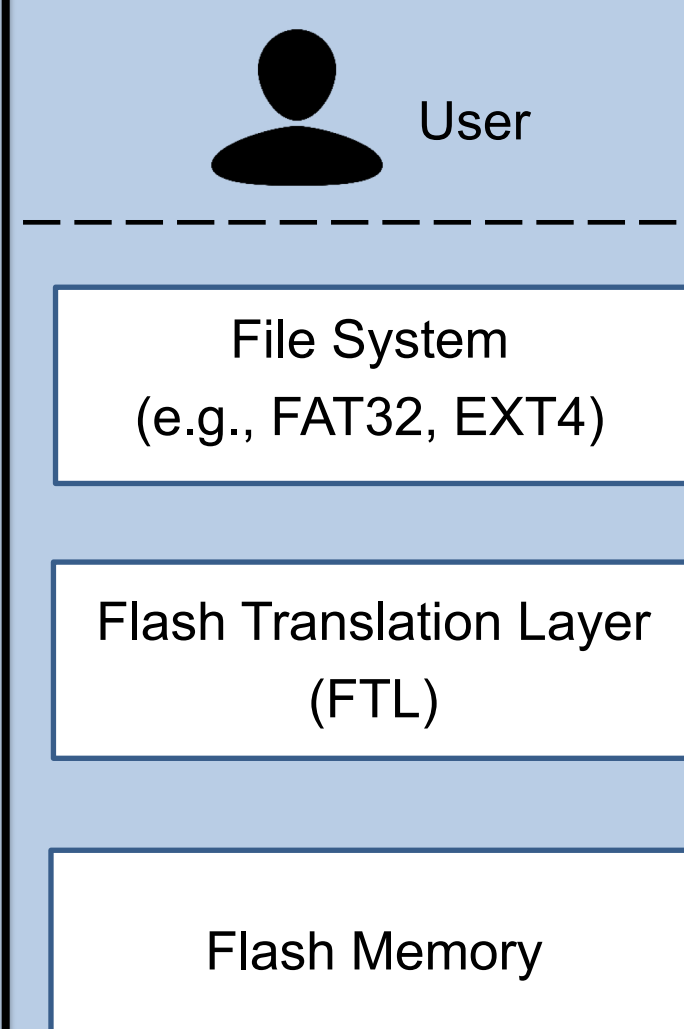 User
File System
(e.g., FAT32, EXT4)
Flash Translation Layer
(FTL)
Flash Memory